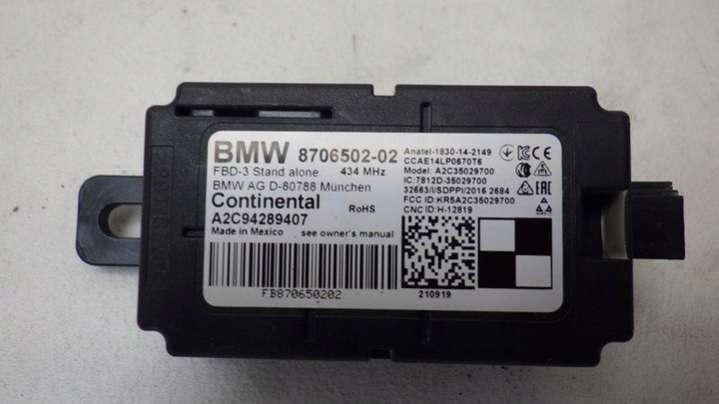 BMW 8706502-02
FBD-3 Stand alone 434 MHz
BMW AG D-80788 Munchen
Continental
RoHS
A2C94289407
Made in Mexico see owner's manual
FB870650202
Anatel-1830-14-2149
CCAE14LP0670T6
Model: A2C35029700
IC:7812D-35029700
32663/I/SDPPI/2016 2684
FCC ID:KR5A2C35029700
CNC ID:H-12819
210919
EAC